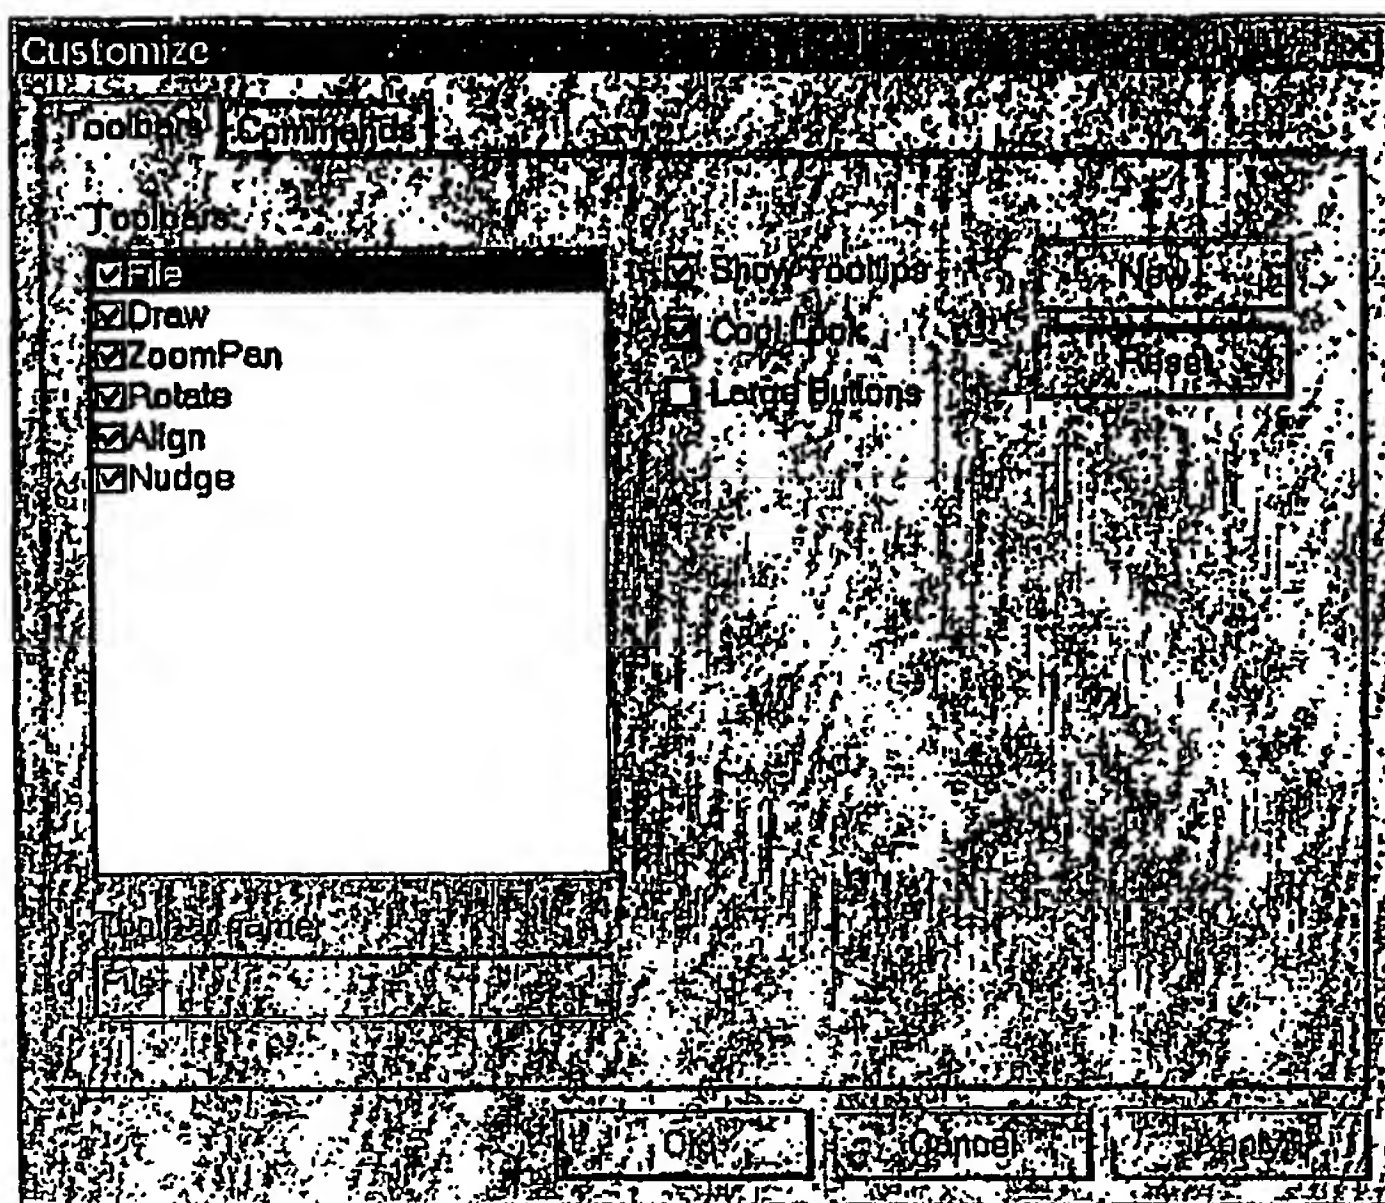 Customize
Toolbars Commands
Toolbars:
File
Draw
ZoomPan
Rotate
Align
Nudge
Show Tooltips
Cool Look
Large Buttons
New
Reset
Toolbar name:
File
OK Cancel Apply